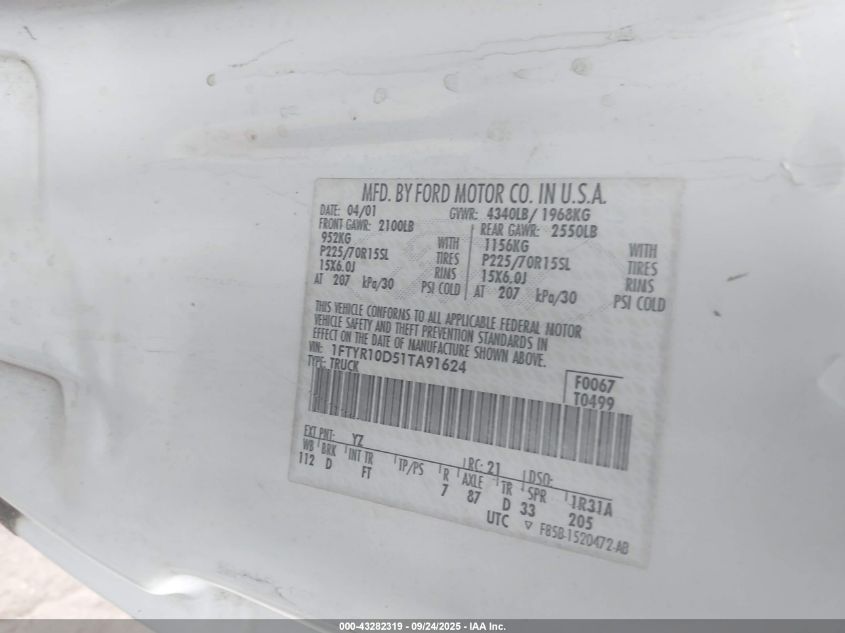 MFD. BY FORD MOTOR CO. IN U.S.A.
DATE: 04/01 GVWR: 4340LB/ 1968KG
FRONT GAWR: 2100LB REAR GAWR: 2550LB
952KG WITH 1156KG WITH
P225/70R15SL TIRES P225/70R15SL TIRES
15X6.0J RIMS 15X6.0J RIMS
AT 207 kPa/30 PSI COLD AT 207 kPa/30 PSI COLD
THIS VEHICLE CONFORMS TO ALL APPLICABLE FEDERAL MOTOR
VEHICLE SAFETY AND THEFT PREVENTION STANDARDS IN
EFFECT ON THE DATE OF MANUFACTURE SHOWN ABOVE.
VIN: 1FTYR10D51TA91624
TYPE: TRUCK
F0067
T0499
EXT PNT: YZ RC: 21 DSO:
WB BRK INT TR TP/PS R AXLE TR SPR 1R31A
112 D FT 7 87 D 33 205
UTC ▽ F85B-1520472-AB
000-43282319 - 09/24/2025 - IAA Inc.